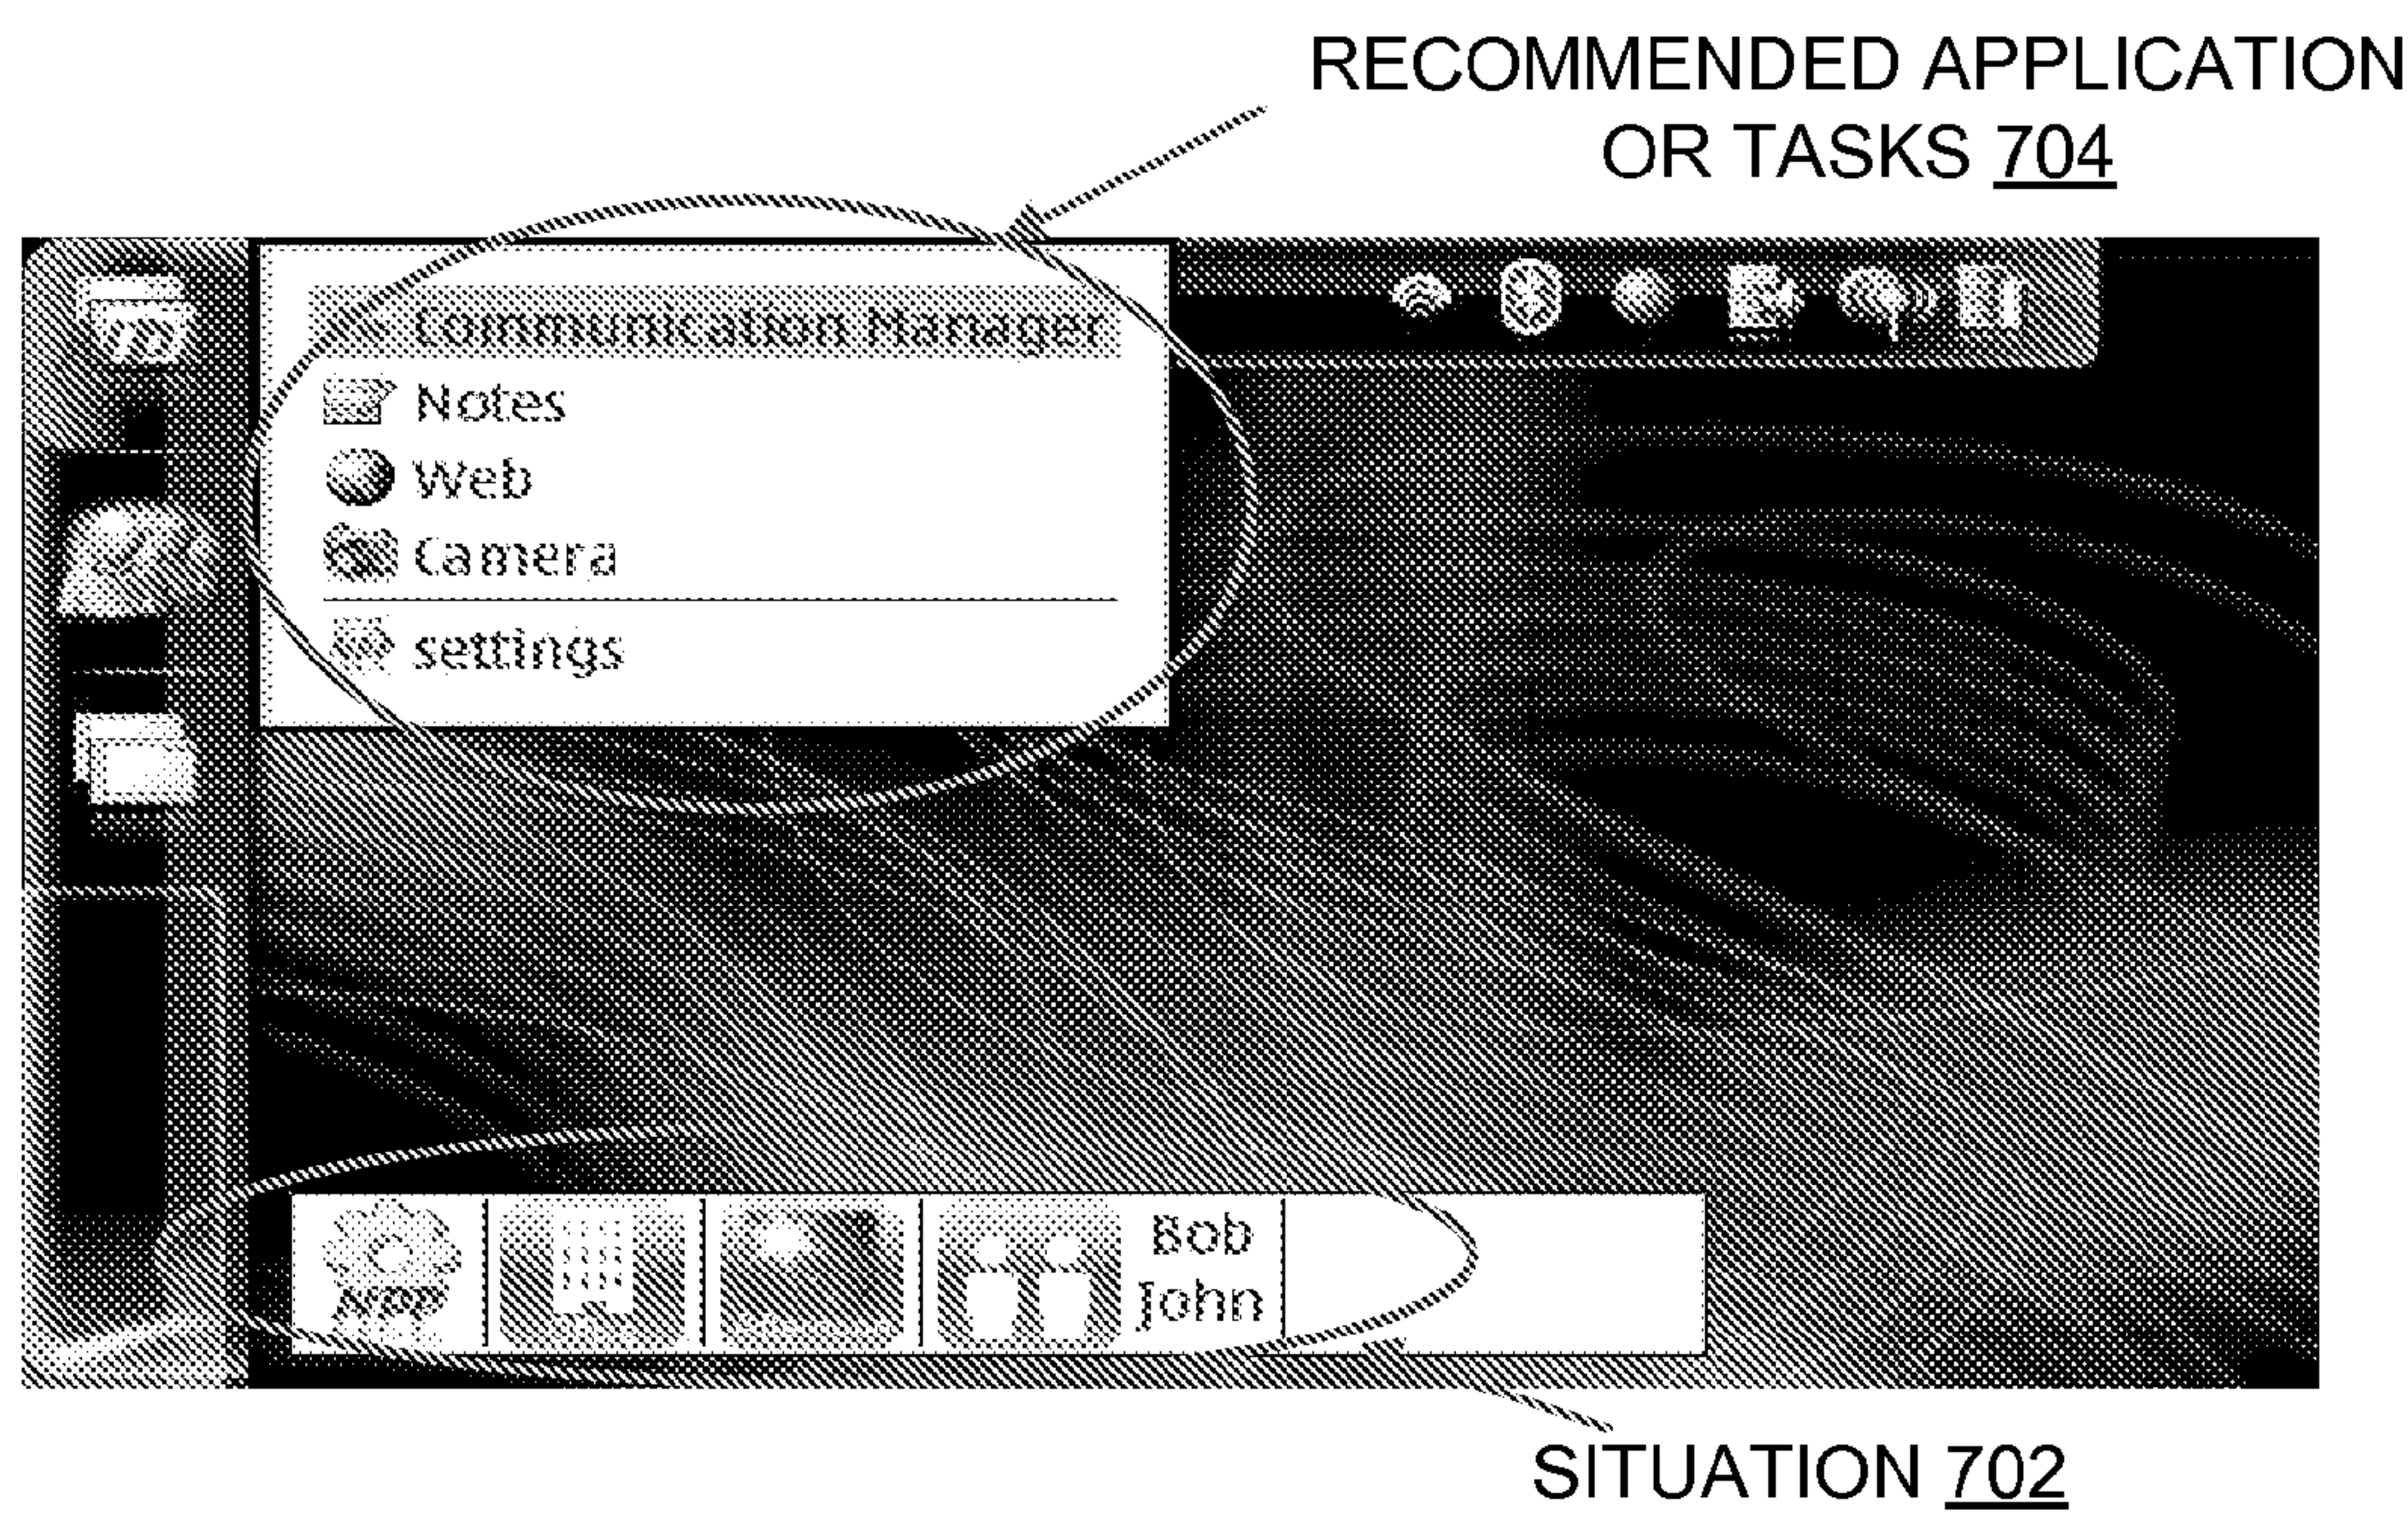 RECOMMENDED APPLICATION
OR TASKS 704
Communication Manager
Notes
Web
Camera
settings
Bob
John
SITUATION 702